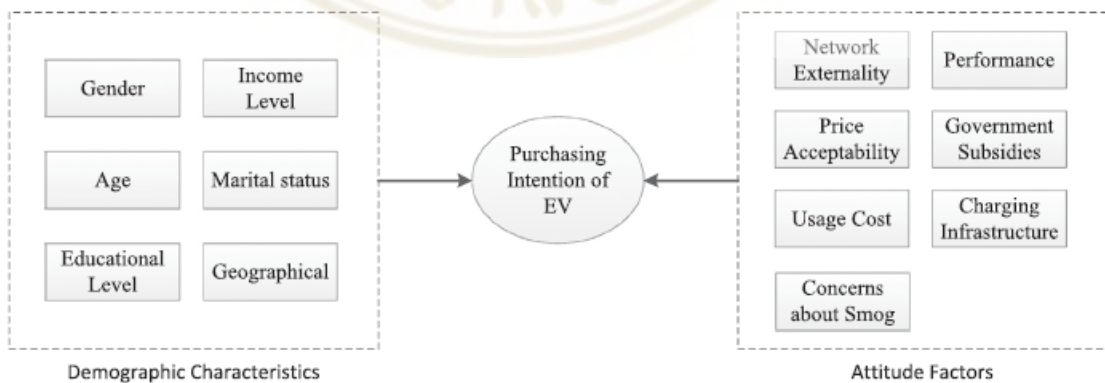 Gender
Income
Level
Age
Marital status
Educational
Level
Geographical
Demographic Characteristics
Purchasing
Intention of
EV
Network
Externality
Performance
Price
Acceptability
Government
Subsidies
Usage Cost
Charging
Infrastructure
Concerns
about Smog
Attitude Factors